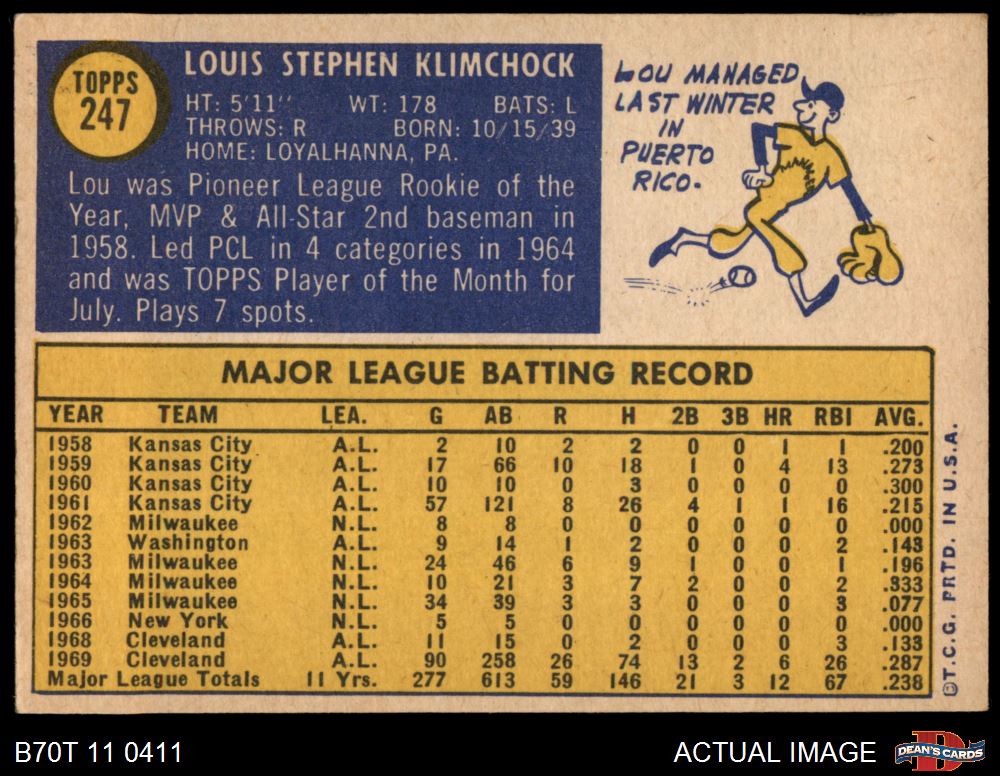 TOPPS
247
LOUIS STEPHEN KLIMCHOCK
HT: 5'11" WT: 178 BATS: L
THROWS: R BORN: 10/15/39
HOME: LOYALHANNA, PA.
Lou was Pioneer League Rookie of the
Year, MVP & All-Star 2nd baseman in
1958. Led PCL in 4 categories in 1964
and was TOPPS Player of the Month for
July. Plays 7 spots.
LOU MANAGED
LAST WINTER
IN
PUERTO
RICO.
MAJOR LEAGUE BATTING RECORD
YEAR TEAM LEA. G AB R H 2B 3B HR RBI AVG.
1958 Kansas City A.L. 2 10 2 2 0 0 1 1 .200
1959 Kansas City A.L. 17 66 10 18 1 0 4 13 .273
1960 Kansas City A.L. 10 10 0 3 0 0 0 0 .300
1961 Kansas City A.L. 57 121 8 26 4 1 1 16 .215
1962 Milwaukee N.L. 8 8 0 0 0 0 0 0 .000
1963 Washington A.L. 9 14 1 2 0 0 0 2 .143
1963 Milwaukee N.L. 24 46 6 9 1 0 0 1 .196
1964 Milwaukee N.L. 10 21 3 7 2 0 0 2 .333
1965 Milwaukee N.L. 34 39 3 3 0 0 0 3 .077
1966 New York N.L. 5 5 0 0 0 0 0 0 .000
1968 Cleveland A.L. 11 15 0 2 0 0 0 3 .133
1969 Cleveland A.L. 90 258 26 74 13 2 6 26 .287
Major League Totals 11 Yrs. 277 613 59 146 21 3 12 67 .238
©T.C.G. PRTD. IN U.S.A.
B70T 11 0411
ACTUAL IMAGE
D
DEAN'S CARDS